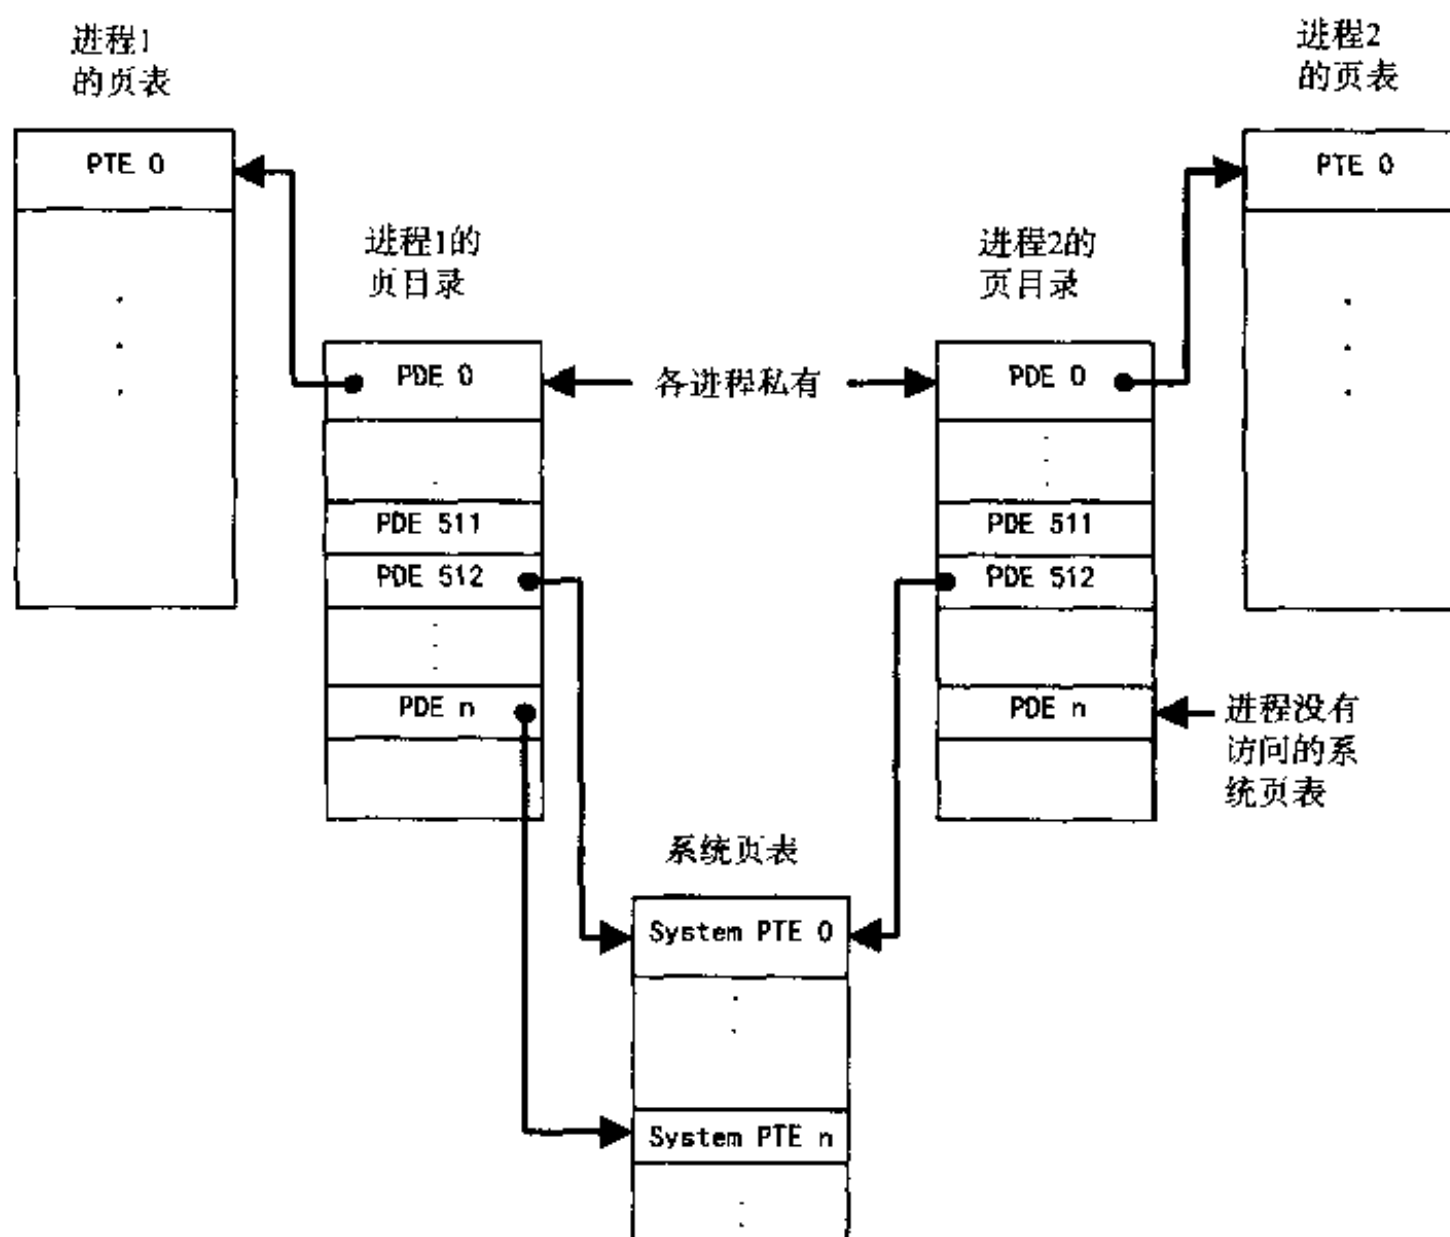 进程1
的页表
进程2
的页表
PTE 0
PTE 0
进程1的
页目录
进程2的
页目录
PDE 0
各进程私有
PDE 0
PDE 511
PDE 511
PDE 512
PDE 512
PDE n
PDE n
进程没有
访问的系
统页表
系统页表
System PTE 0
System PTE n